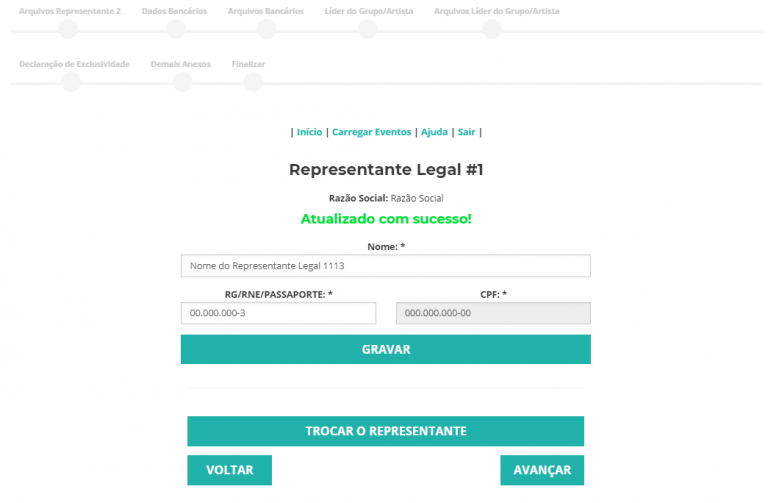 Arquivos Representante 2 Dados Bancários Arquivos Bancários Líder do Grupo/Artista Arquivos Líder do Grupo/Artista
Declaração de Exclusividade Demais Anexos Finalizar
| Início | Carregar Eventos | Ajuda | Sair |
Representante Legal #1
Razão Social: Razão Social
Atualizado com sucesso!
Nome: *
Nome do Representante Legal 1113
RG/RNE/PASSAPORTE: * CPF: *
00.000.000-3 000.000.000-00
GRAVAR
TROCAR O REPRESENTANTE
VOLTAR AVANÇAR